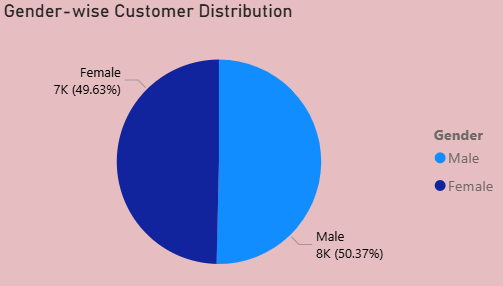 Gender-wise Customer Distribution
Female
7K (49.63%)
Gender
Male
Female
Male
8K (50.37%)